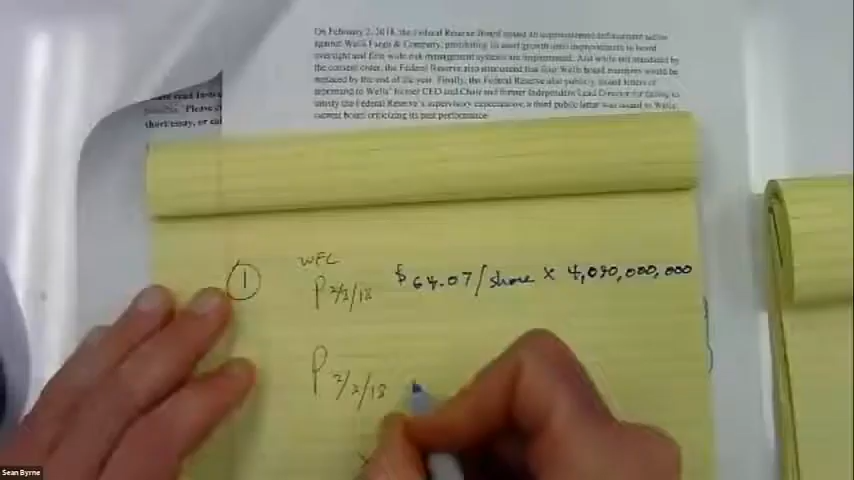 On February 2, 2018, the Federal Reserve Board issued an unprecedented enforcement action
against Wells Fargo & Company, prohibiting its asset growth until improvements to board
oversight and firm-wide risk management systems are implemented. And while not mandated by
the consent order, the Federal Reserve also announced that four Wells board members would be
replaced by the end of the year. Finally, the Federal Reserve also publicly issued letters of
reprimand to Wells' former CEO and Chair and former Independent Lead Director for failing to
satisfy the Federal Reserve's supervisory expectations; a third public letter was issued to Wells
current board criticizing its past performance.
Please
short essay, or
WFC
1 P 2/2/18 $64.07/share × 4,090,000,000
P 2/2/18
Sean Byrne